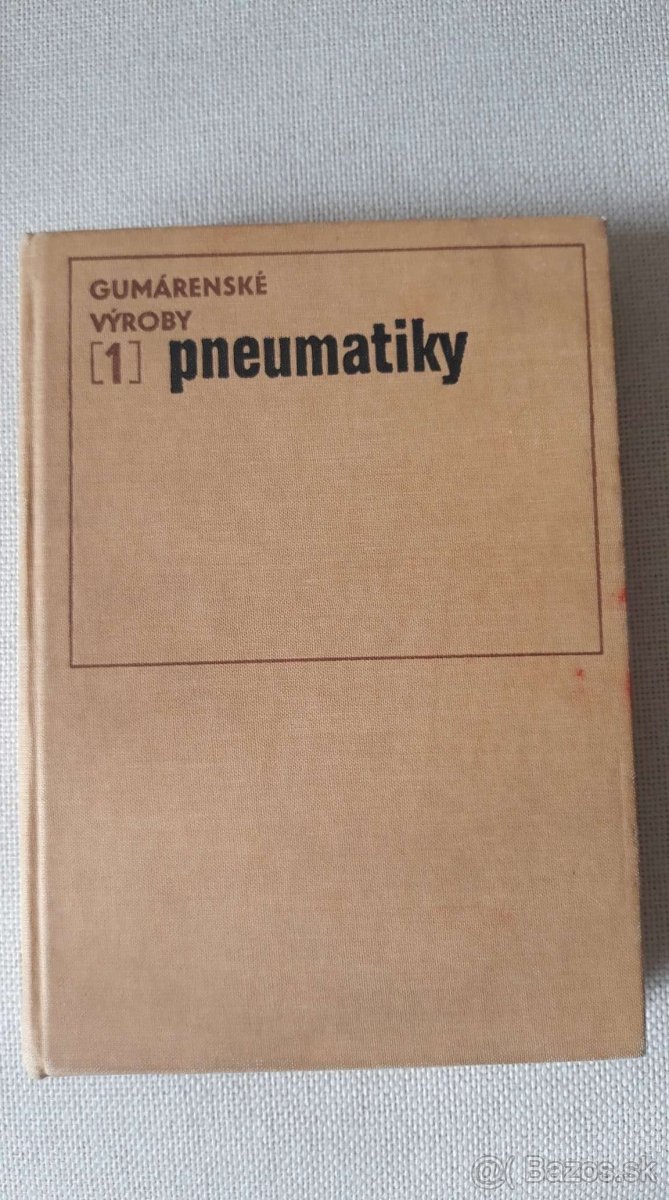 GUMÁRENSKÉ
VÝROBY
[1] pneumatiky
@( Bazos.sk